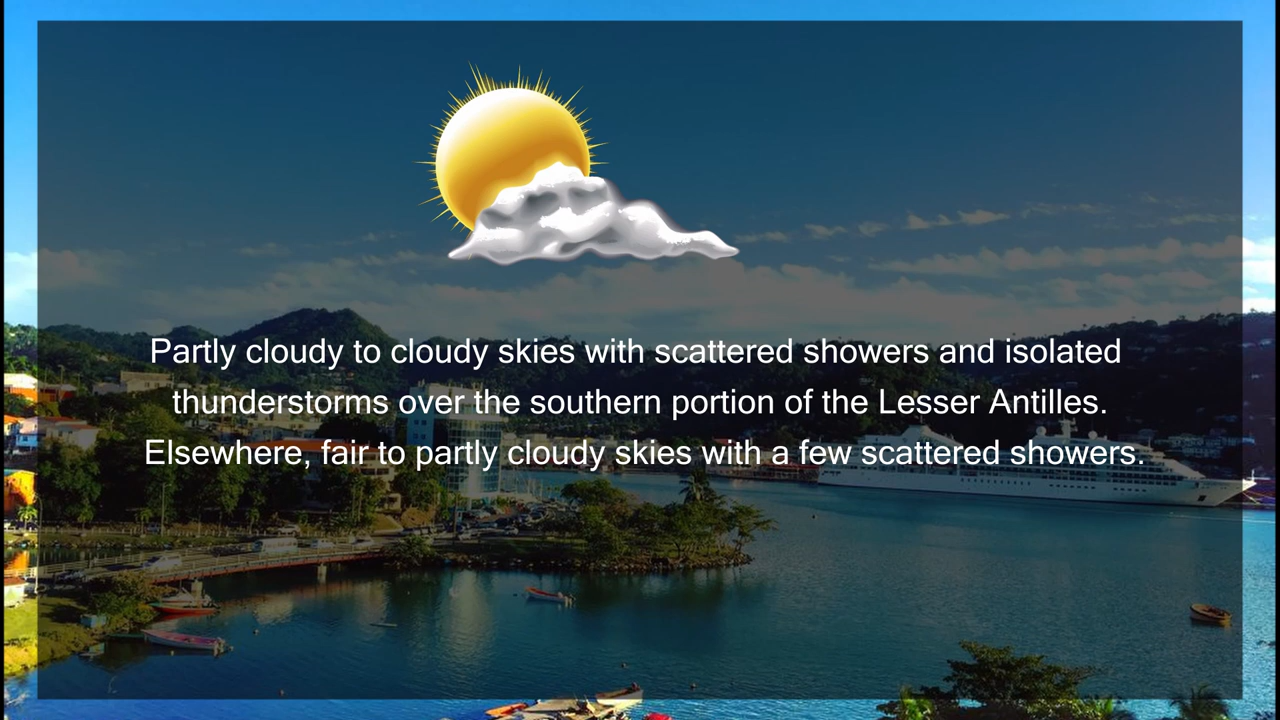 Partly cloudy to cloudy skies with scattered showers and isolated
thunderstorms over the southern portion of the Lesser Antilles.
Elsewhere, fair to partly cloudy skies with a few scattered showers.